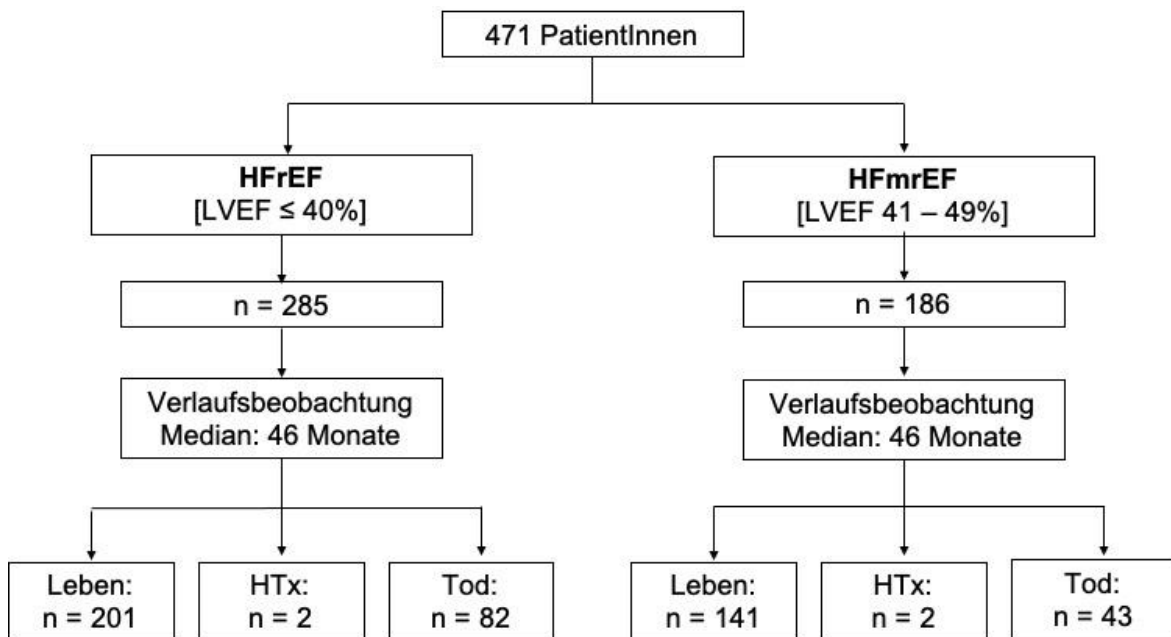 471 PatientInnen
HFrEF
[LVEF ≤ 40%]
HFmrEF
[LVEF 41 – 49%]
n = 285
n = 186
Verlaufsbeobachtung
Median: 46 Monate
Verlaufsbeobachtung
Median: 46 Monate
Leben:
n = 201
HTx:
n = 2
Tod:
n = 82
Leben:
n = 141
HTx:
n = 2
Tod:
n = 43